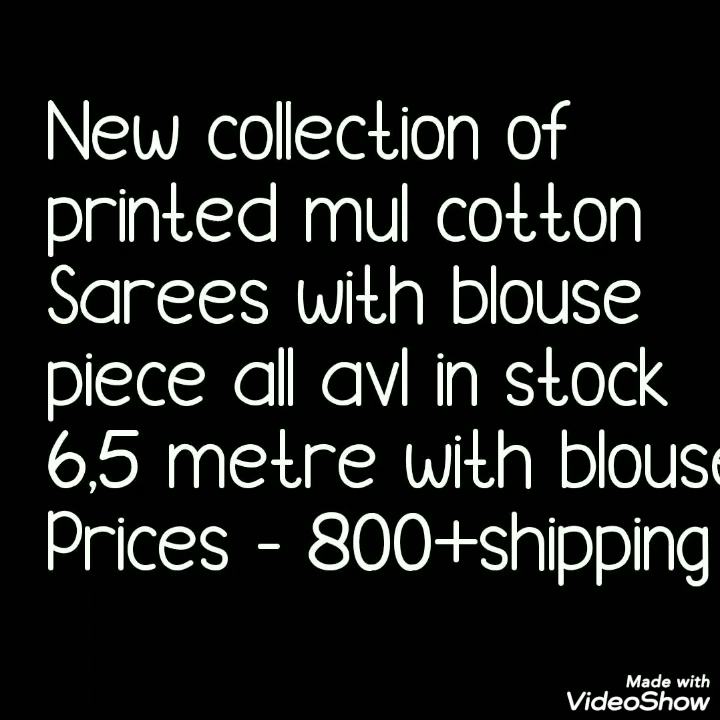 New collection of
printed mul cotton
Sarees with blouse
piece all avl in stock
6,5 metre with blouse
Prices - 800+shipping
Made with
VideoShow